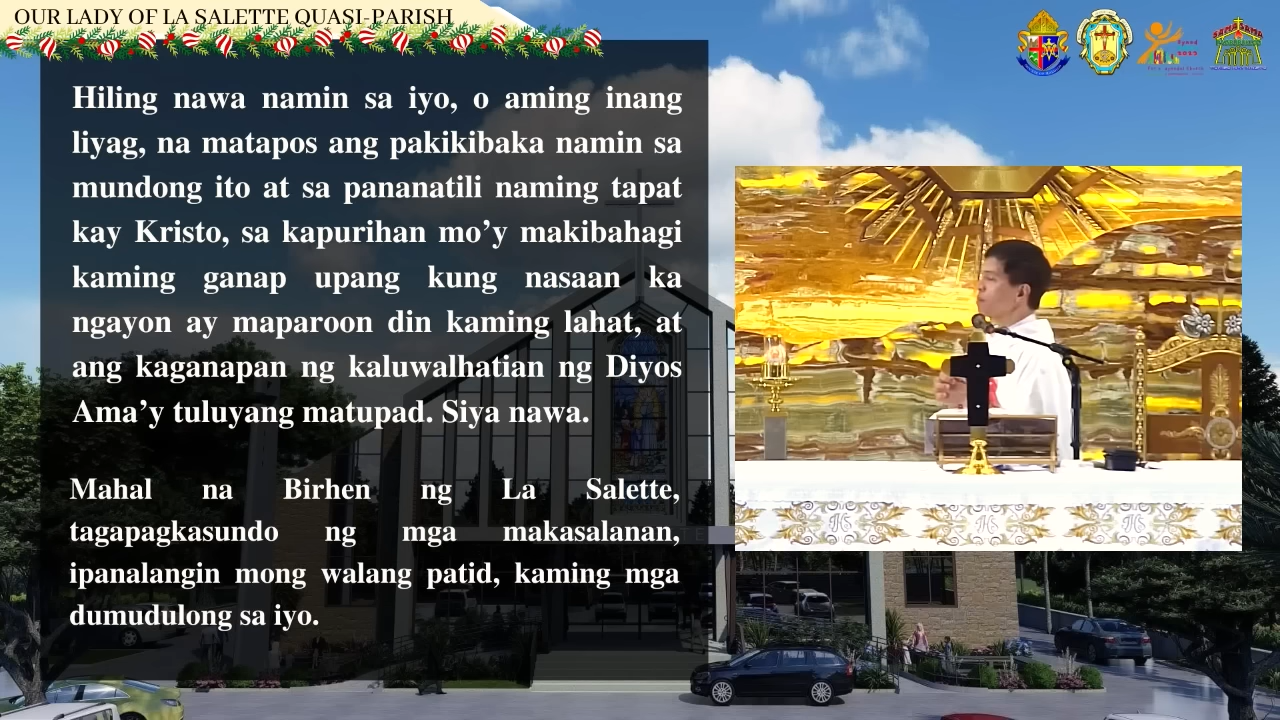 OUR LADY OF LA SALETTE QUASI-PARISH
Hiling nawa namin sa iyo, o aming inang
liyag, na matapos ang pakikibaka namin sa
mundong ito at sa pananatili naming tapat
kay Kristo, sa kapurihan mo’y makibahagi
kaming ganap upang kung nasaan ka
ngayon ay maparoon din kaming lahat, at
ang kaganapan ng kaluwalhatian ng Diyos
Ama’y tuluyang matupad. Siya nawa.
Mahal na Birhen ng La Salette,
tagapagkasundo ng mga makasalanan,
ipanalangin mong walang patid, kaming mga
dumudulong sa iyo.